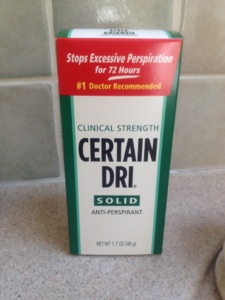 Stops Excessive Perspiration
for 72 Hours
#1 Doctor Recommended
CLINICAL STRENGTH
CERTAIN
DRI®
SOLID
ANTI-PERSPIRANT
NET WT 1.7 OZ (48 g)